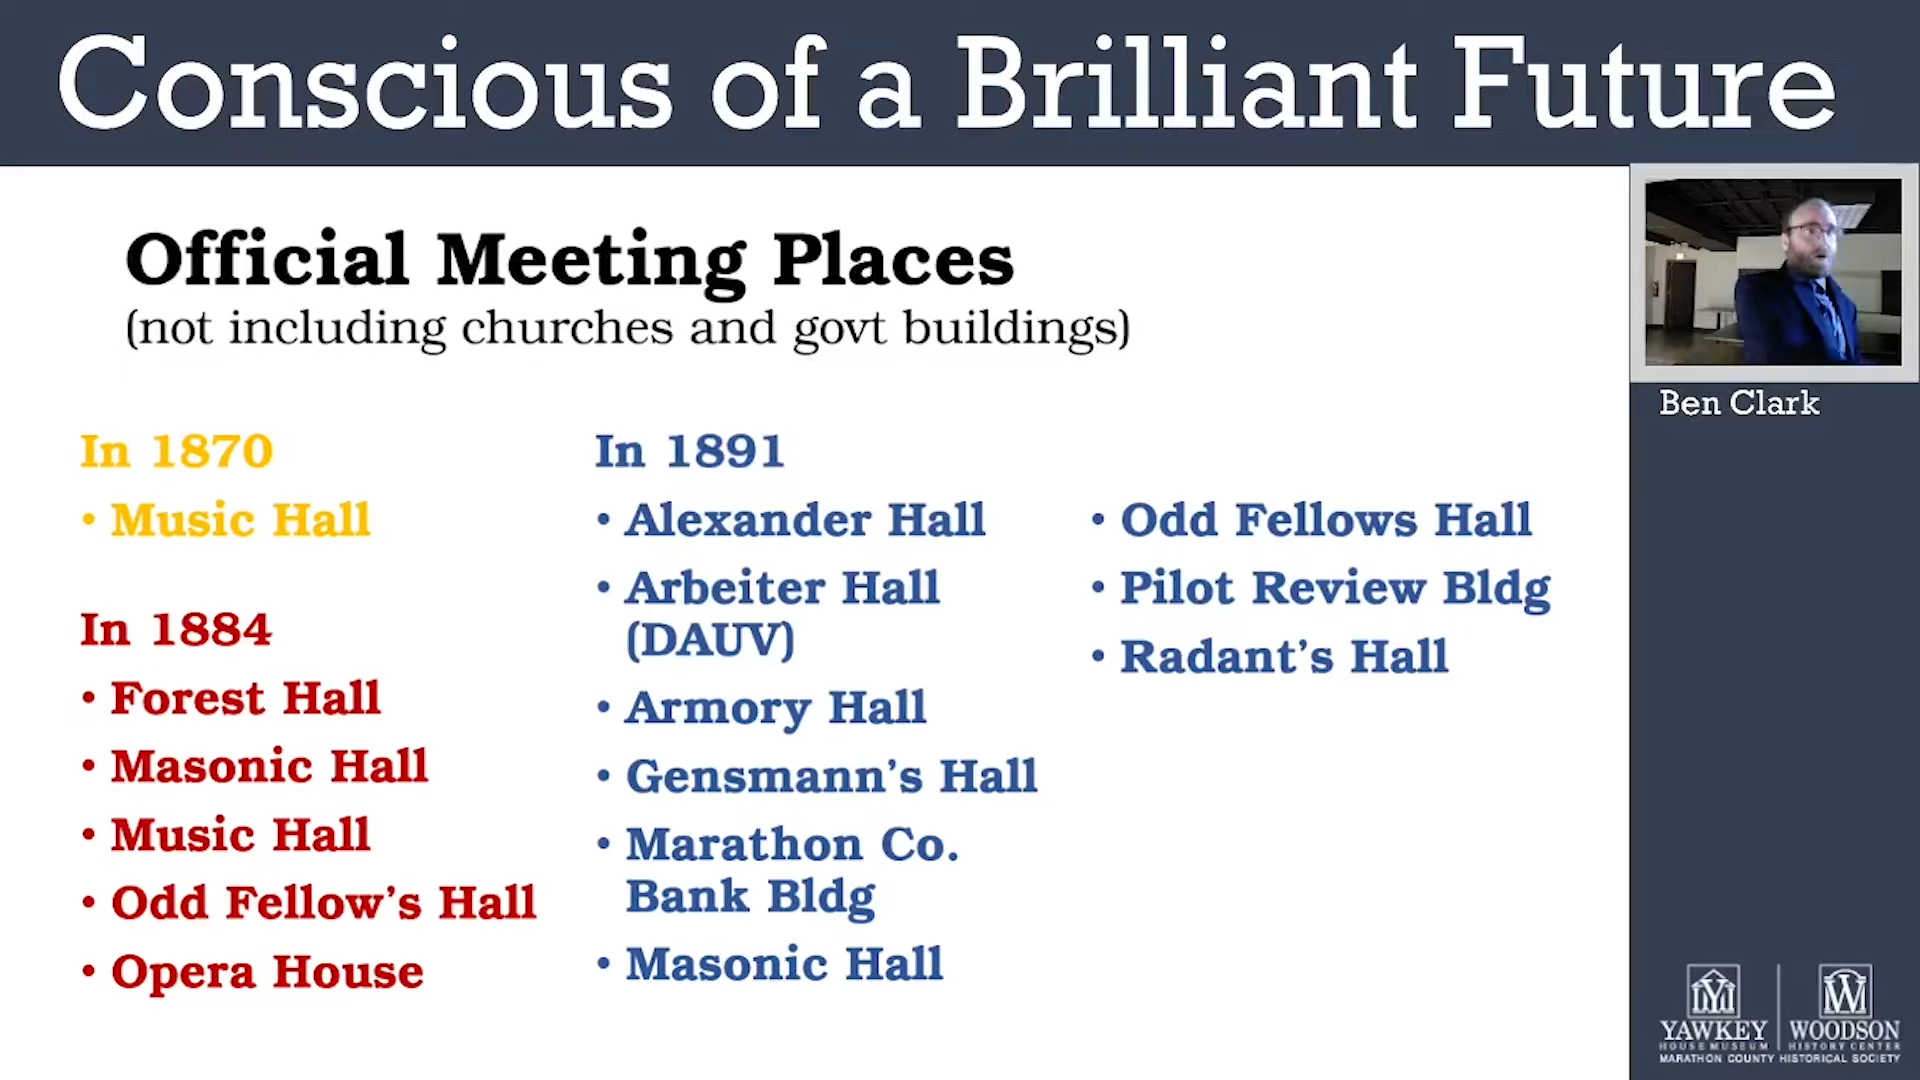 Conscious of a Brilliant Future
Official Meeting Places
(not including churches and govt buildings)
In 1870
• Music Hall
In 1884
• Forest Hall
• Masonic Hall
• Music Hall
• Odd Fellow’s Hall
• Opera House
In 1891
• Alexander Hall
• Arbeiter Hall
(DAUV)
• Armory Hall
• Gensmann’s Hall
• Marathon Co.
Bank Bldg
• Masonic Hall
• Odd Fellows Hall
• Pilot Review Bldg
• Radant’s Hall
Ben Clark
YAWKEY
HOUSE MUSEUM
WOODSON
HISTORY CENTER
MARATHON COUNTY HISTORICAL SOCIETY